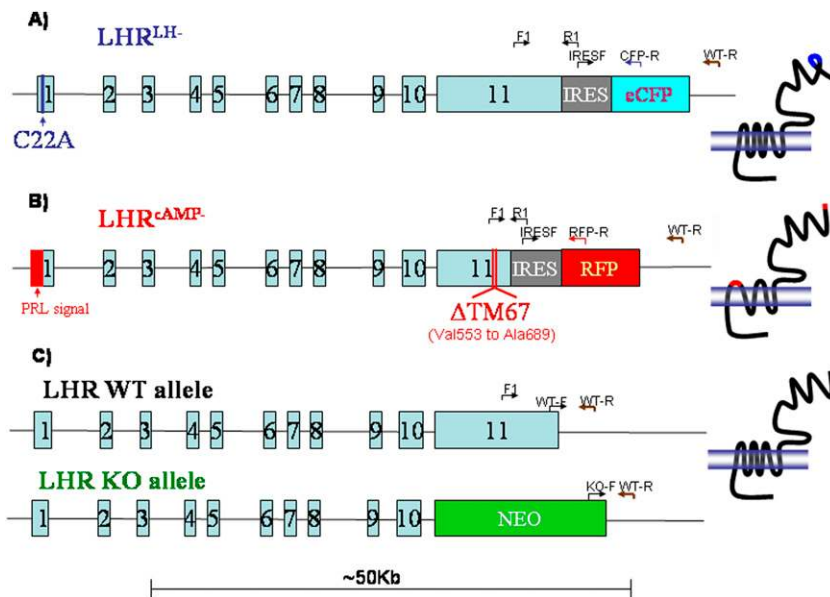 A)
LHR LH-
F1 R1
IRESF CFP-R WT-R
1 2 3 4 5 6 7 8 9 10 11 IRES eCFP
C22A
B)
LHR cAMP-
F1 R1
IRESF RFP-R WT-R
1 2 3 4 5 6 7 8 9 10 11 IRES RFP
PRL signal
ΔTM67
(Val553 to Ala689)
C)
LHR WT allele
F1
WT-F WT-R
1 2 3 4 5 6 7 8 9 10 11
LHR KO allele
KO-F WT-R
1 2 3 4 5 6 7 8 9 10 NEO
~50Kb